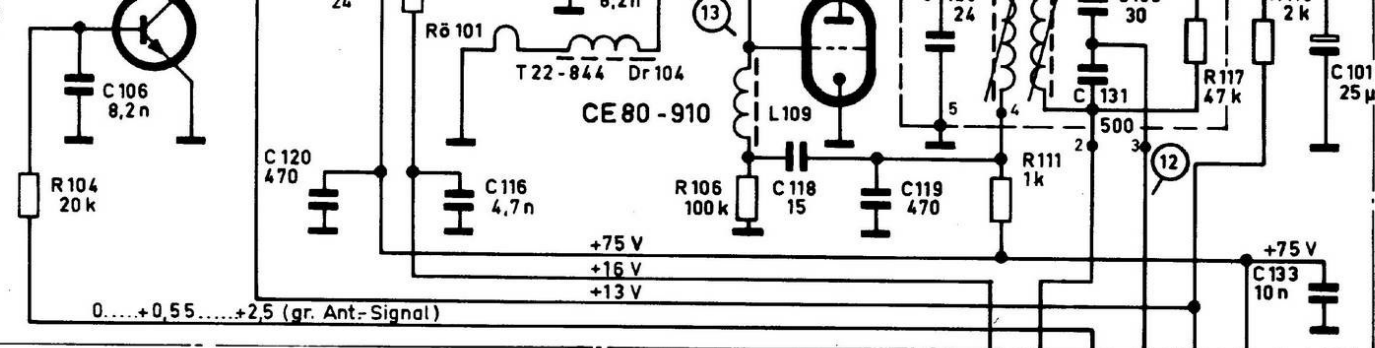 24
6,2n
13
24
30
2k
Rö 101
T 22 - 844 Dr 104
C 106
8,2 n
CE 80 - 910
L 109
5
4
C 131
500
R 117
47 k
C 101
25 µ
2
3
12
C 120
470
R 104
20 k
C 116
4,7 n
R 106
100 k
C 118
15
C 119
470
R 111
1k
+75 V
+75 V
+16 V
C 133
10 n
+13 V
0.....+0,55.....+2,5 (gr. Ant.-Signal)